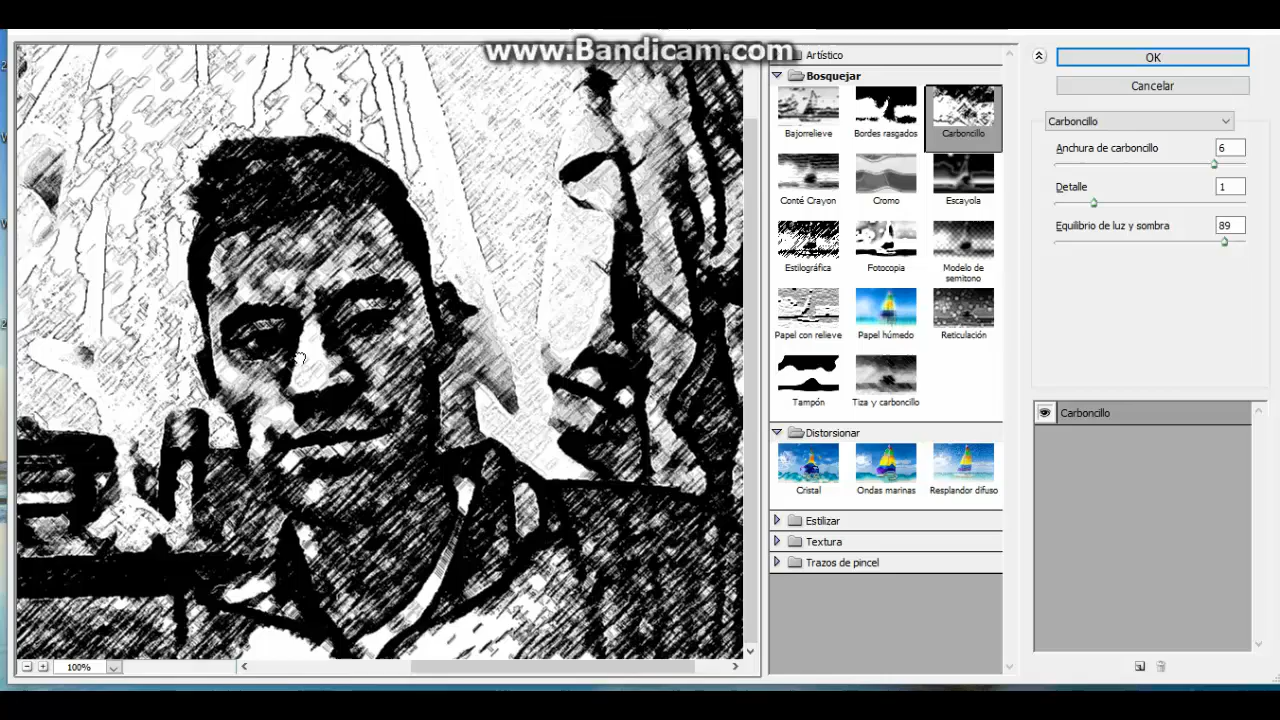 www.Bandicam.com
Artístico
Bosquejar
Bajorrelieve
Bordes rasgados
Carboncillo
Conté Crayon
Cromo
Escayola
Estilográfica
Fotocopia
Modelo de
semitono
Papel con relieve
Papel húmedo
Reticulación
Tampón
Tiza y carboncillo
Distorsionar
Cristal
Ondas marinas
Resplandor difuso
Estilizar
Textura
Trazos de pincel
OK
Cancelar
Carboncillo
Anchura de carboncillo 6
Detalle 1
Equilibrio de luz y sombra 89
Carboncillo
100%